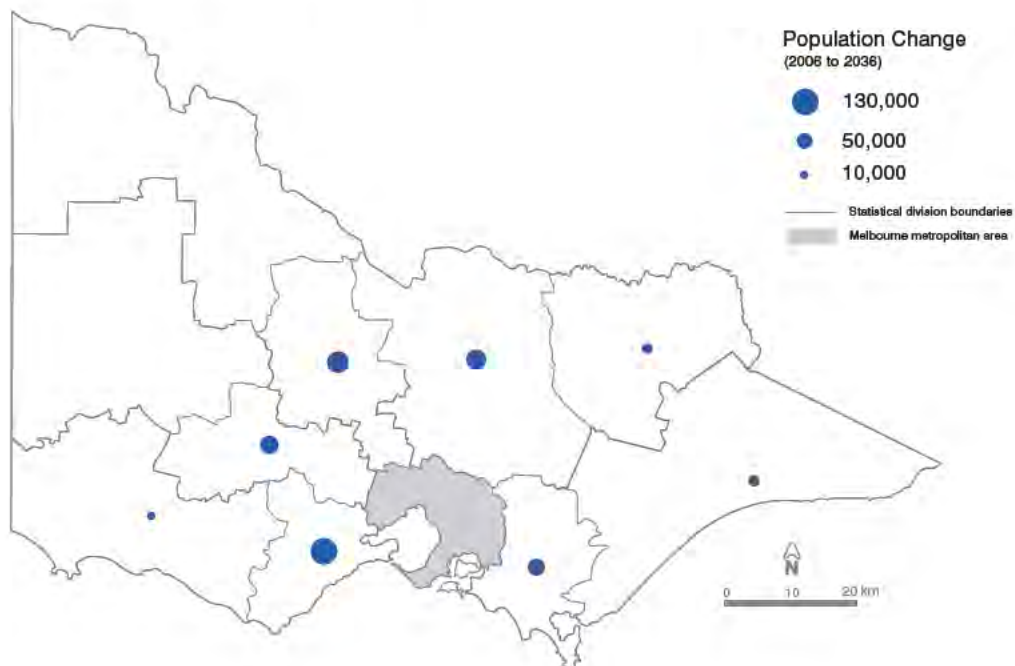 Population Change
(2006 to 2036)
130,000
50,000
10,000
Statistical division boundaries
Melbourne metropolitan area
N
0 10 20 km